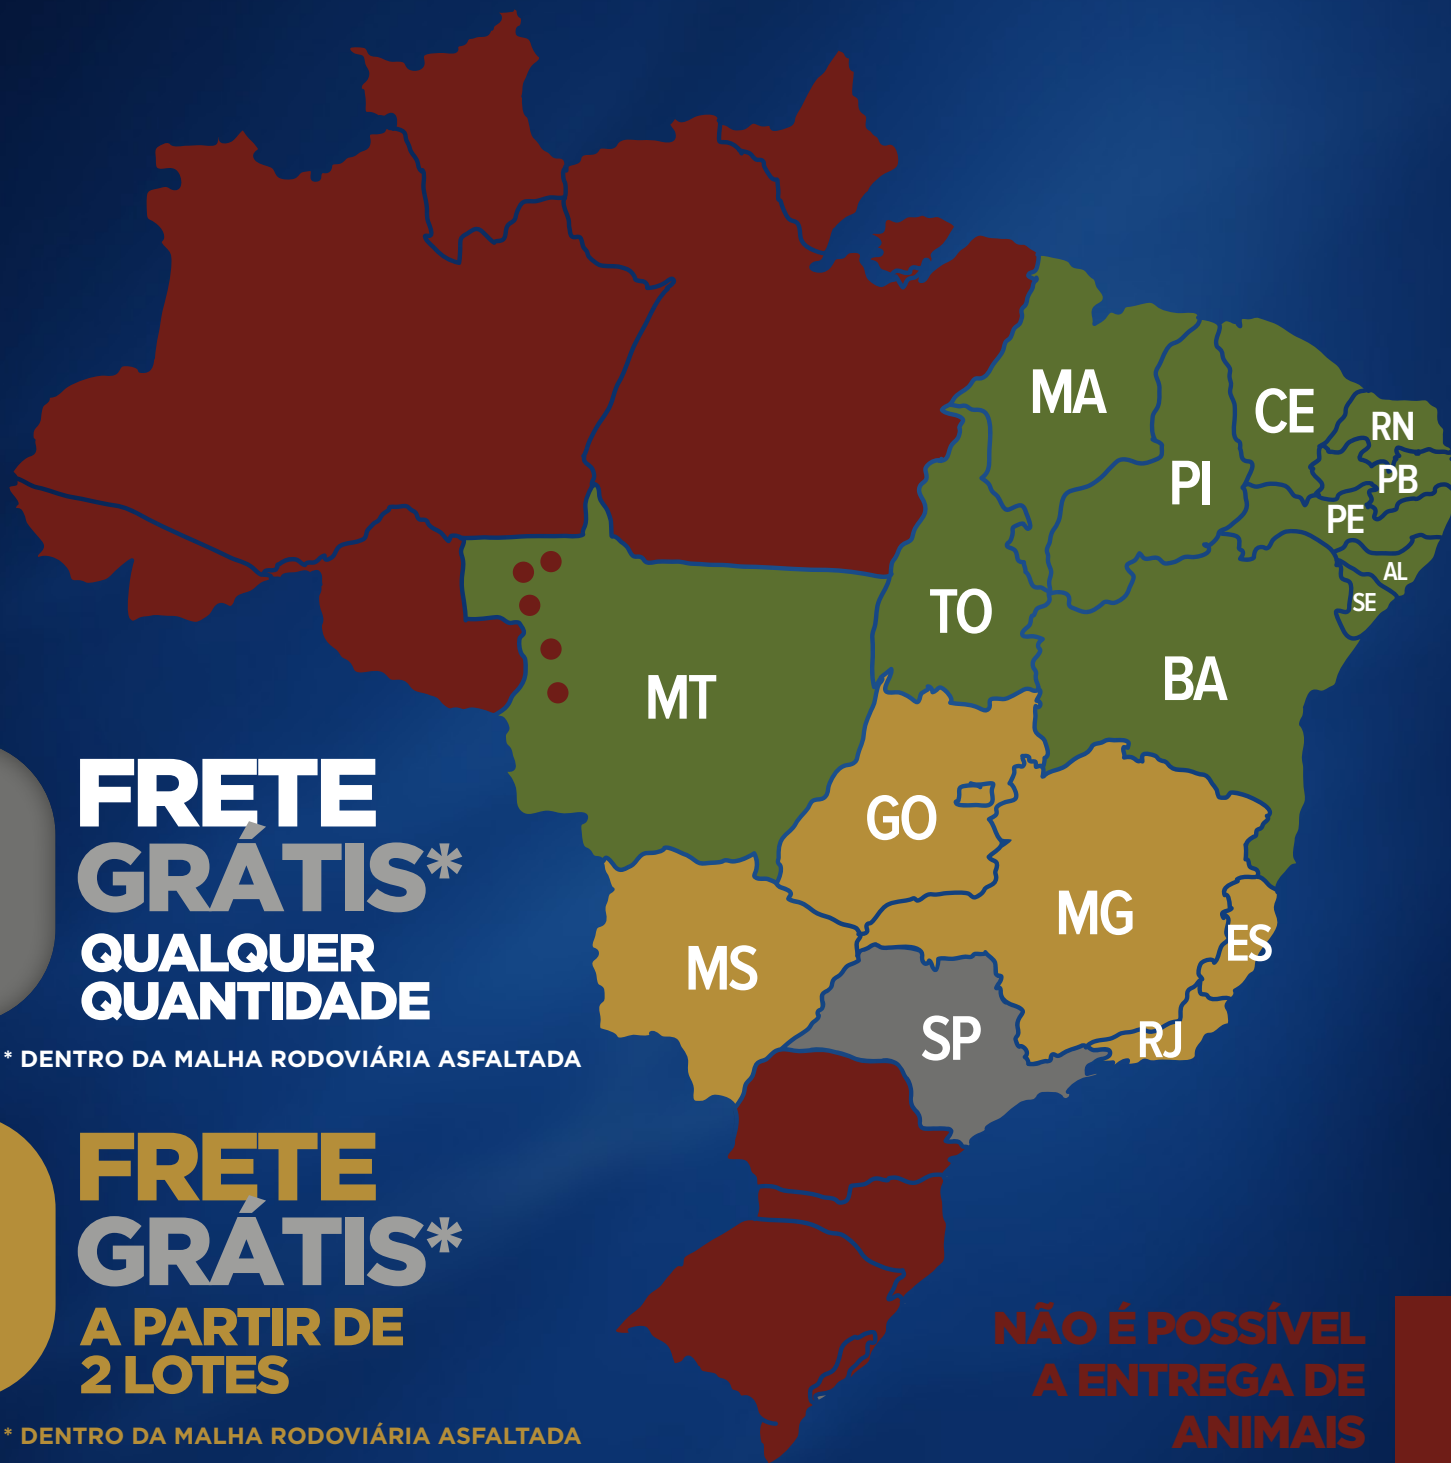 MA
CE
RN
PI
PB
PE
AL
SE
TO
BA
MT
GO
MG
ES
MS
SP
RJ
FRETE
GRÁTIS*
QUALQUER
QUANTIDADE
* DENTRO DA MALHA RODOVIÁRIA ASFALTADA
FRETE
GRÁTIS*
A PARTIR DE
2 LOTES
* DENTRO DA MALHA RODOVIÁRIA ASFALTADA
NÃO É POSSÍVEL
A ENTREGA DE
ANIMAIS